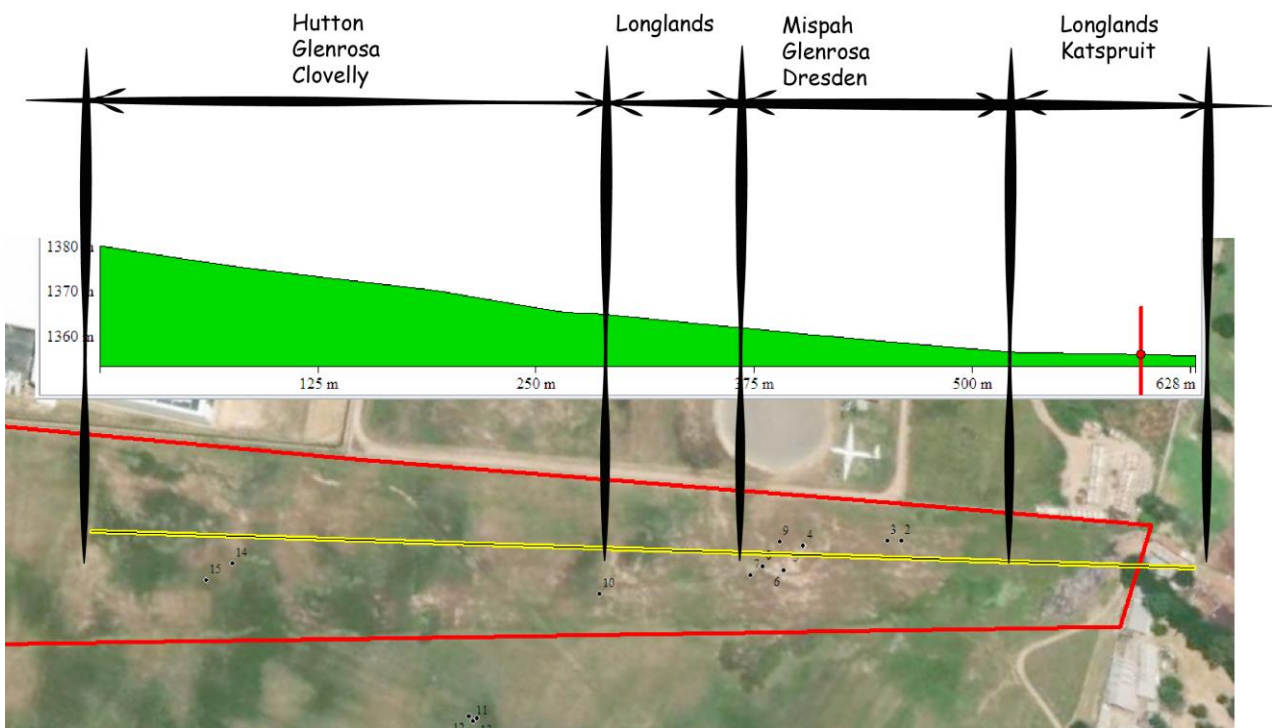 Hutton
Glenrosa
Clovelly
Longlands
Mispah
Glenrosa
Dresden
Longlands
Katspruit
1380 m
1370 m
1360 m
125 m
250 m
375 m
500 m
628 m
9
4
3
2
14
15
7
6
10
11